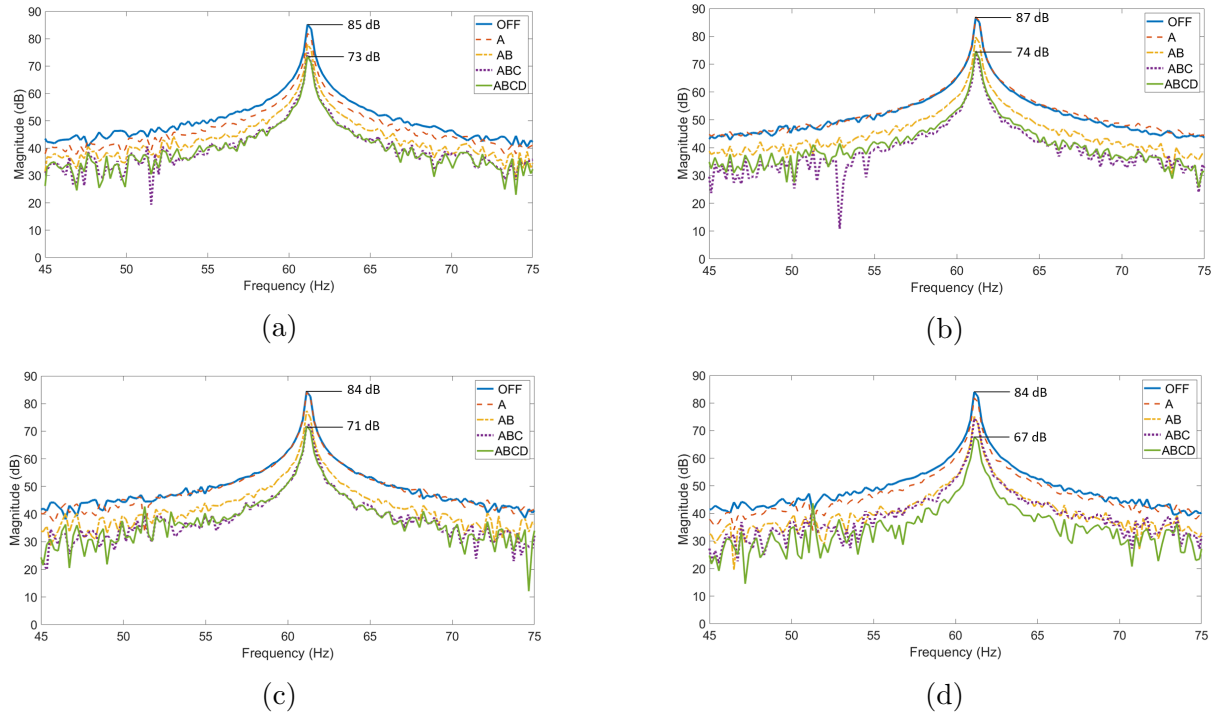 90
80
70
60
50
40
30
20
10
0
Magnitude (dB)
85 dB
73 dB
OFF
A
AB
ABC
ABCD
45 50 55 60 65 70 75
Frequency (Hz)
(a)
90
80
70
60
50
40
30
20
10
0
Magnitude (dB)
87 dB
74 dB
OFF
A
AB
ABC
ABCD
45 50 55 60 65 70 75
Frequency (Hz)
(b)
90
80
70
60
50
40
30
20
10
0
Magnitude (dB)
84 dB
71 dB
OFF
A
AB
ABC
ABCD
45 50 55 60 65 70 75
Frequency (Hz)
(c)
90
80
70
60
50
40
30
20
10
0
Magnitude (dB)
84 dB
67 dB
OFF
A
AB
ABC
ABCD
45 50 55 60 65 70 75
Frequency (Hz)
(d)